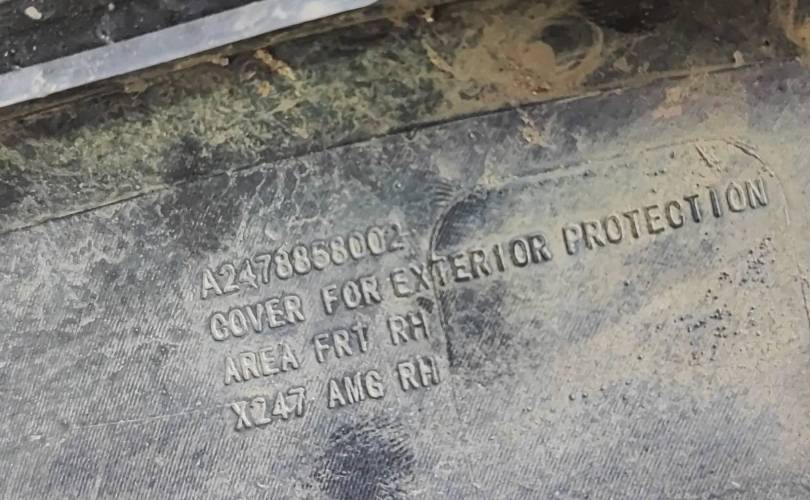 A2478858002
COVER FOR EXTERIOR PROTECTION
AREA FRT RH
X247 AMG RH